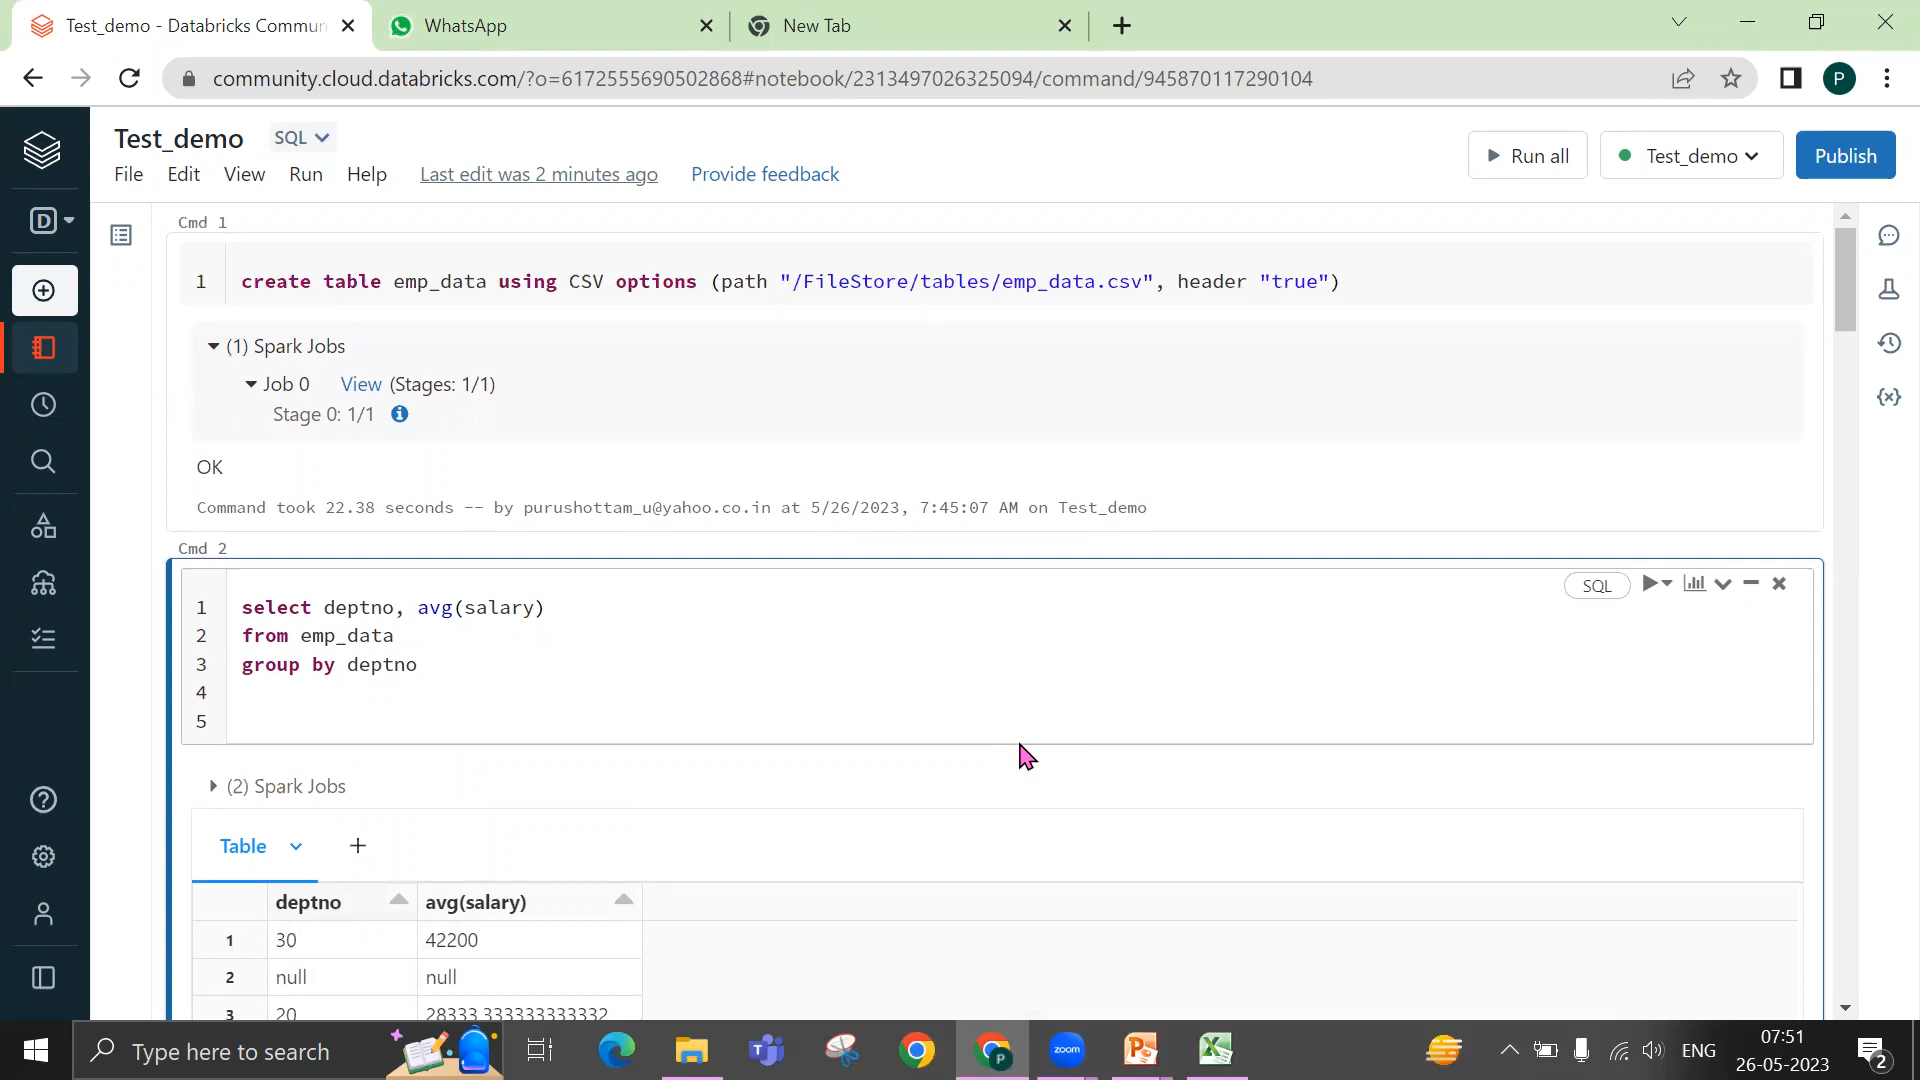 Test_demo - Databricks Commun
WhatsApp
New Tab
community.cloud.databricks.com/?o=6172555690502868#notebook/2313497026325094/command/945870117290104
P
Test_demo SQL
Run all
Test_demo
Publish
File Edit View Run Help Last edit was 2 minutes ago Provide feedback
D
Cmd 1
1 create table emp_data using CSV options (path "/FileStore/tables/emp_data.csv", header "true")
(1) Spark Jobs
Job 0 View (Stages: 1/1)
Stage 0: 1/1
OK
Command took 22.38 seconds -- by purushottam_u@yahoo.co.in at 5/26/2023, 7:45:07 AM on Test_demo
Cmd 2
SQL
1 select deptno, avg(salary)
2 from emp_data
3 group by deptno
4
5
(2) Spark Jobs
Table +
deptno avg(salary)
1 30 42200
2 null null
3 20 28333.333333333332
Type here to search
P
zoom
ENG
07:51
26-05-2023
2